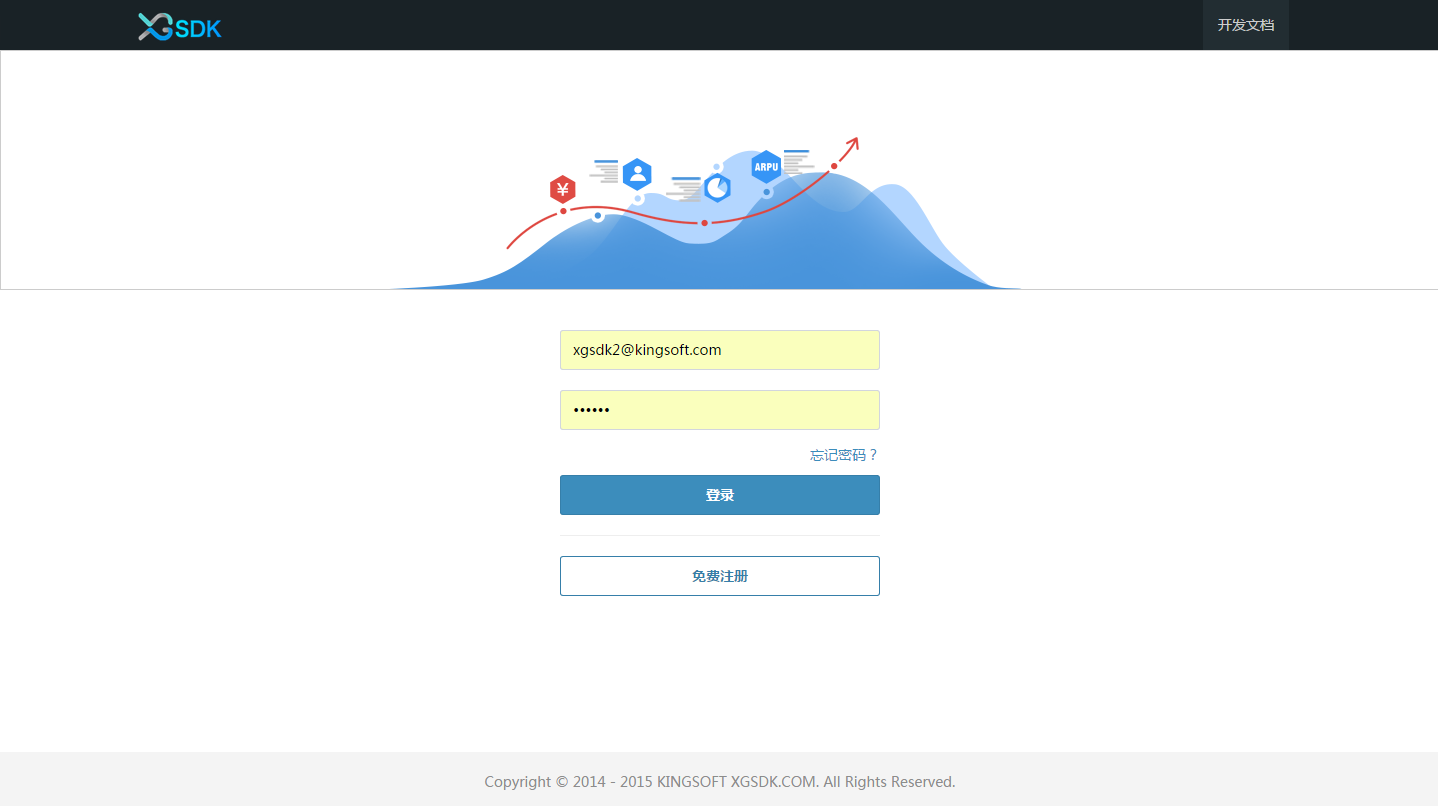 XGSDK
开发文档
¥
ARPU
xgsdk2@kingsoft.com
••••••
忘记密码？
登录
免费注册
Copyright © 2014 - 2015 KINGSOFT XGSDK.COM. All Rights Reserved.